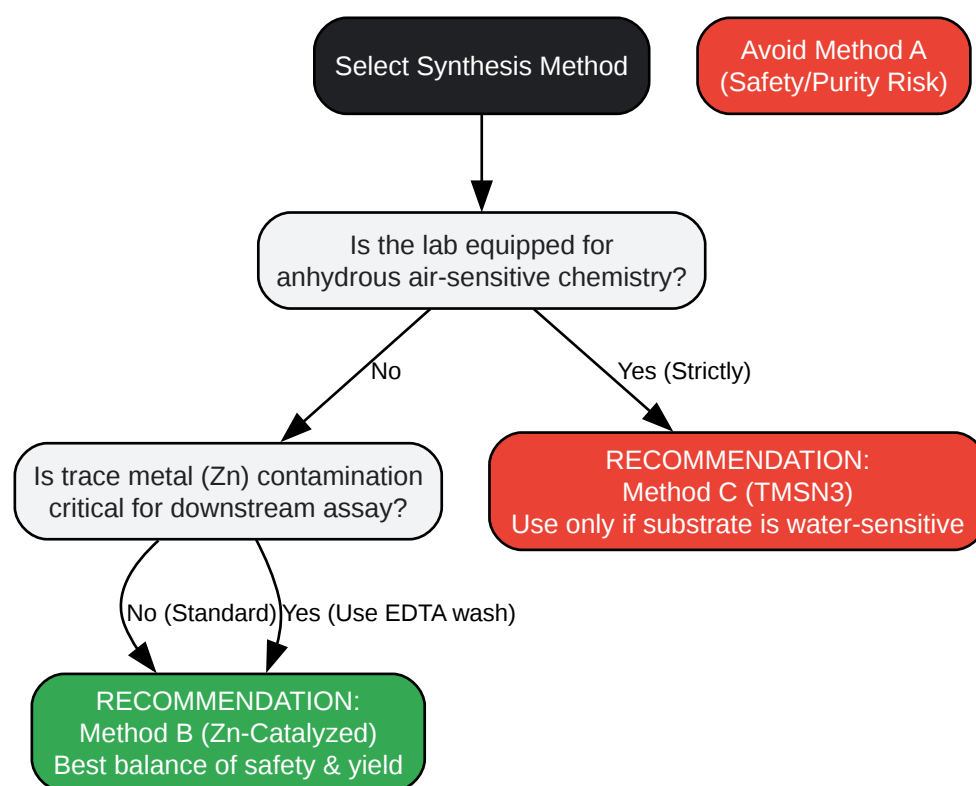 Select Synthesis Method
Avoid Method A
(Safety/Purity Risk)
Is the lab equipped for
anhydrous air-sensitive chemistry?
No
Yes (Strictly)
Is trace metal (Zn) contamination
critical for downstream assay?
RECOMMENDATION:
Method C (TMSN3)
Use only if substrate is water-sensitive
No (Standard)
Yes (Use EDTA wash)
RECOMMENDATION:
Method B (Zn-Catalyzed)
Best balance of safety & yield